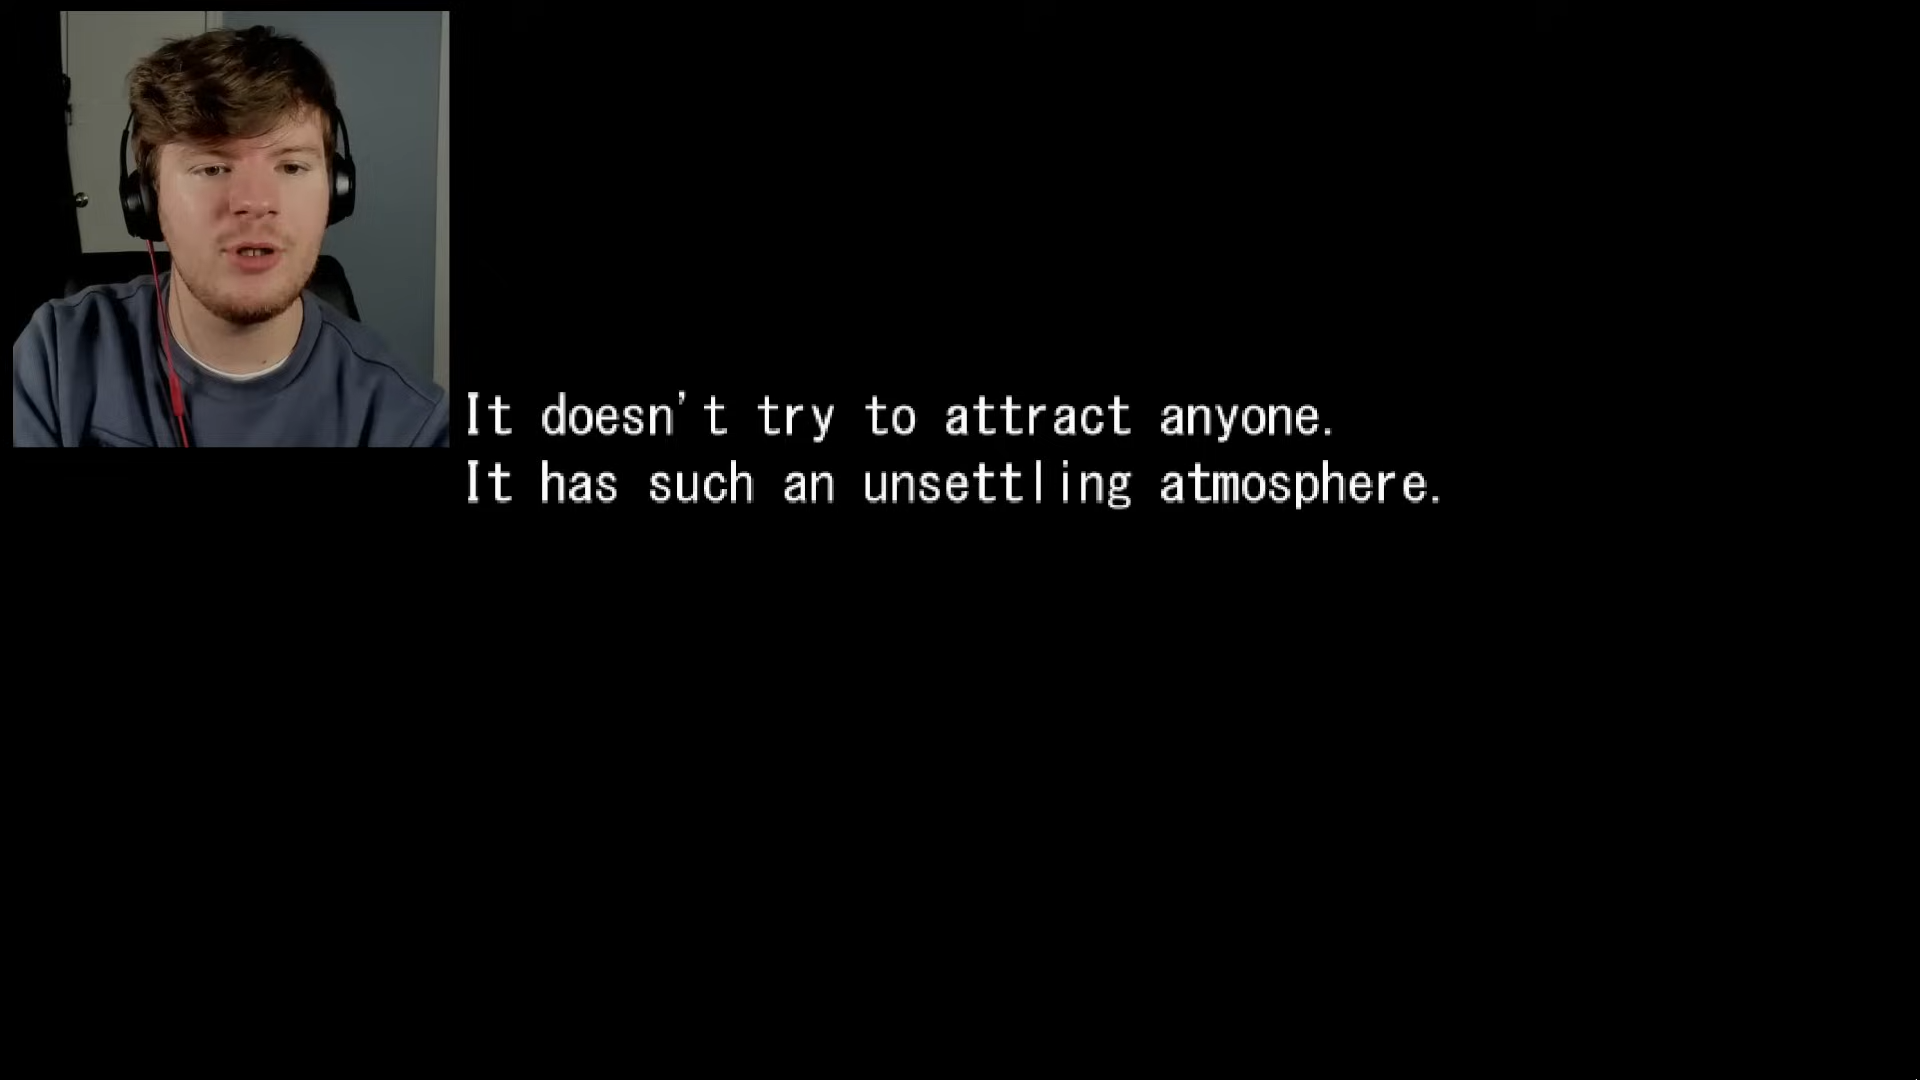 It doesn't try to attract anyone.
It has such an unsettling atmosphere.